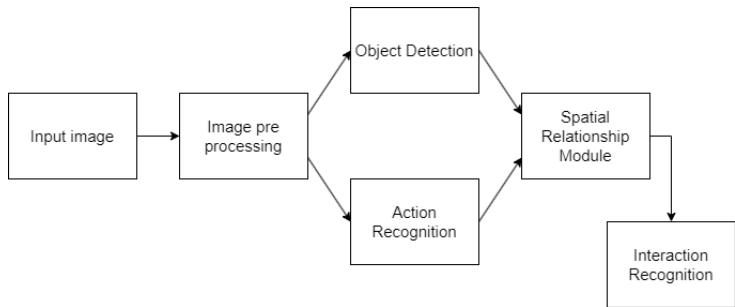 Input image
Image pre
processing
Object Detection
Action
Recognition
Spatial
Relationship
Module
Interaction
Recognition